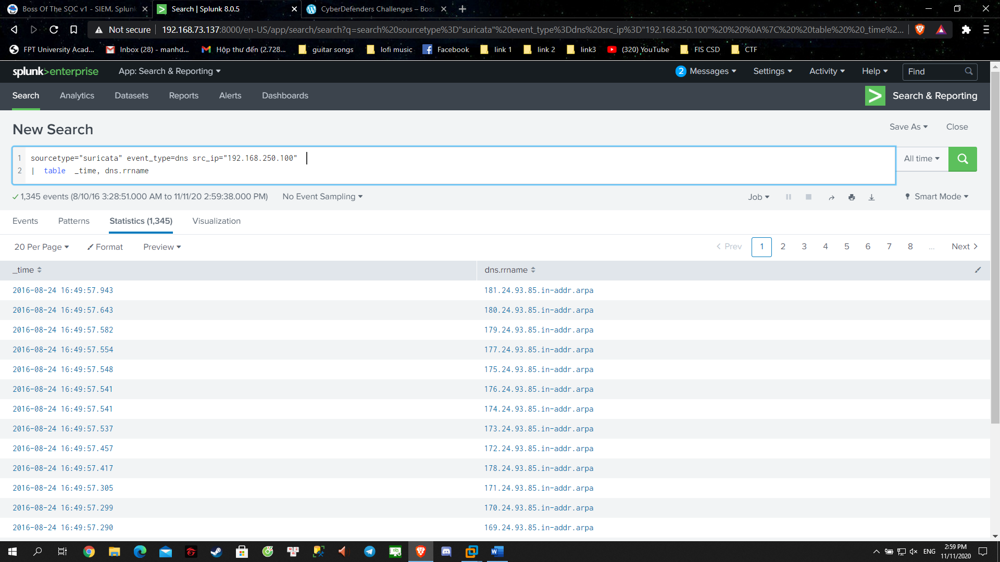 Boss Of The SOC v1 - SIEM, Splunk
Search | Splunk 8.0.5
CyberDefenders Challenges – Boss
Not secure
192.168.73.137:8000/en-US/app/search/search?q=search%20sourcetype%3D"suricata"%20event_type%3Ddns%20src_ip%3D"192.168.250.100"%20%20%0A%7C%20%20table%20%20_time%2...
FPT University Acad...
Inbox (28) - manhd...
Hộp thư đến (2.728...
guitar songs
lofi music
Facebook
link 1
link 2
link3
(320) YouTube
FIS CSD
CTF
splunk>enterprise
App: Search & Reporting
2 Messages
Settings
Activity
Help
Find
Search
Analytics
Datasets
Reports
Alerts
Dashboards
Search & Reporting
New Search
Save As
Close
1 sourcetype="suricata" event_type=dns src_ip="192.168.250.100"
2 | table _time, dns.rrname
All time
1,345 events (8/10/16 3:28:51.000 AM to 11/11/20 2:59:38.000 PM)
No Event Sampling
Job
Smart Mode
Events
Patterns
Statistics (1,345)
Visualization
20 Per Page
Format
Preview
< Prev 1 2 3 4 5 6 7 8 ... Next >
_time dns.rrname
2016-08-24 16:49:57.943 181.24.93.85.in-addr.arpa
2016-08-24 16:49:57.643 180.24.93.85.in-addr.arpa
2016-08-24 16:49:57.582 179.24.93.85.in-addr.arpa
2016-08-24 16:49:57.554 177.24.93.85.in-addr.arpa
2016-08-24 16:49:57.548 175.24.93.85.in-addr.arpa
2016-08-24 16:49:57.541 176.24.93.85.in-addr.arpa
2016-08-24 16:49:57.541 174.24.93.85.in-addr.arpa
2016-08-24 16:49:57.537 173.24.93.85.in-addr.arpa
2016-08-24 16:49:57.457 172.24.93.85.in-addr.arpa
2016-08-24 16:49:57.417 178.24.93.85.in-addr.arpa
2016-08-24 16:49:57.305 171.24.93.85.in-addr.arpa
2016-08-24 16:49:57.299 170.24.93.85.in-addr.arpa
2016-08-24 16:49:57.290 169.24.93.85.in-addr.arpa
ENG
2:59 PM
11/11/2020